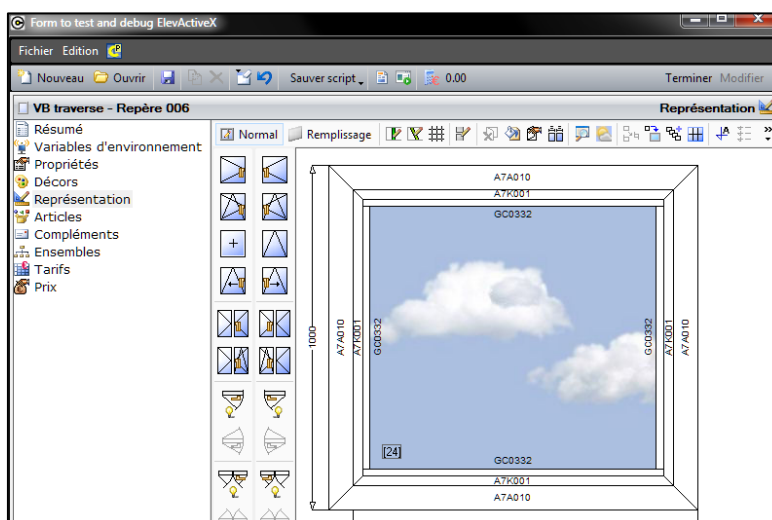 Form to test and debug ElevActiveX
Fichier Edition
Nouveau Ouvrir Sauver script 0.00 Terminer Modifier
VB traverse - Repère 006 Représentation
Résumé
Variables d'environnement
Propriétés
Décors
Représentation
Articles
Compléments
Ensembles
Tarifs
Prix
Normal Remplissage
A7A010
A7K001
GC0332
1000
A7A010
A7K001
GC0332
GC0332
A7K001
A7A010
[24]
GC0332
A7K001
A7A010